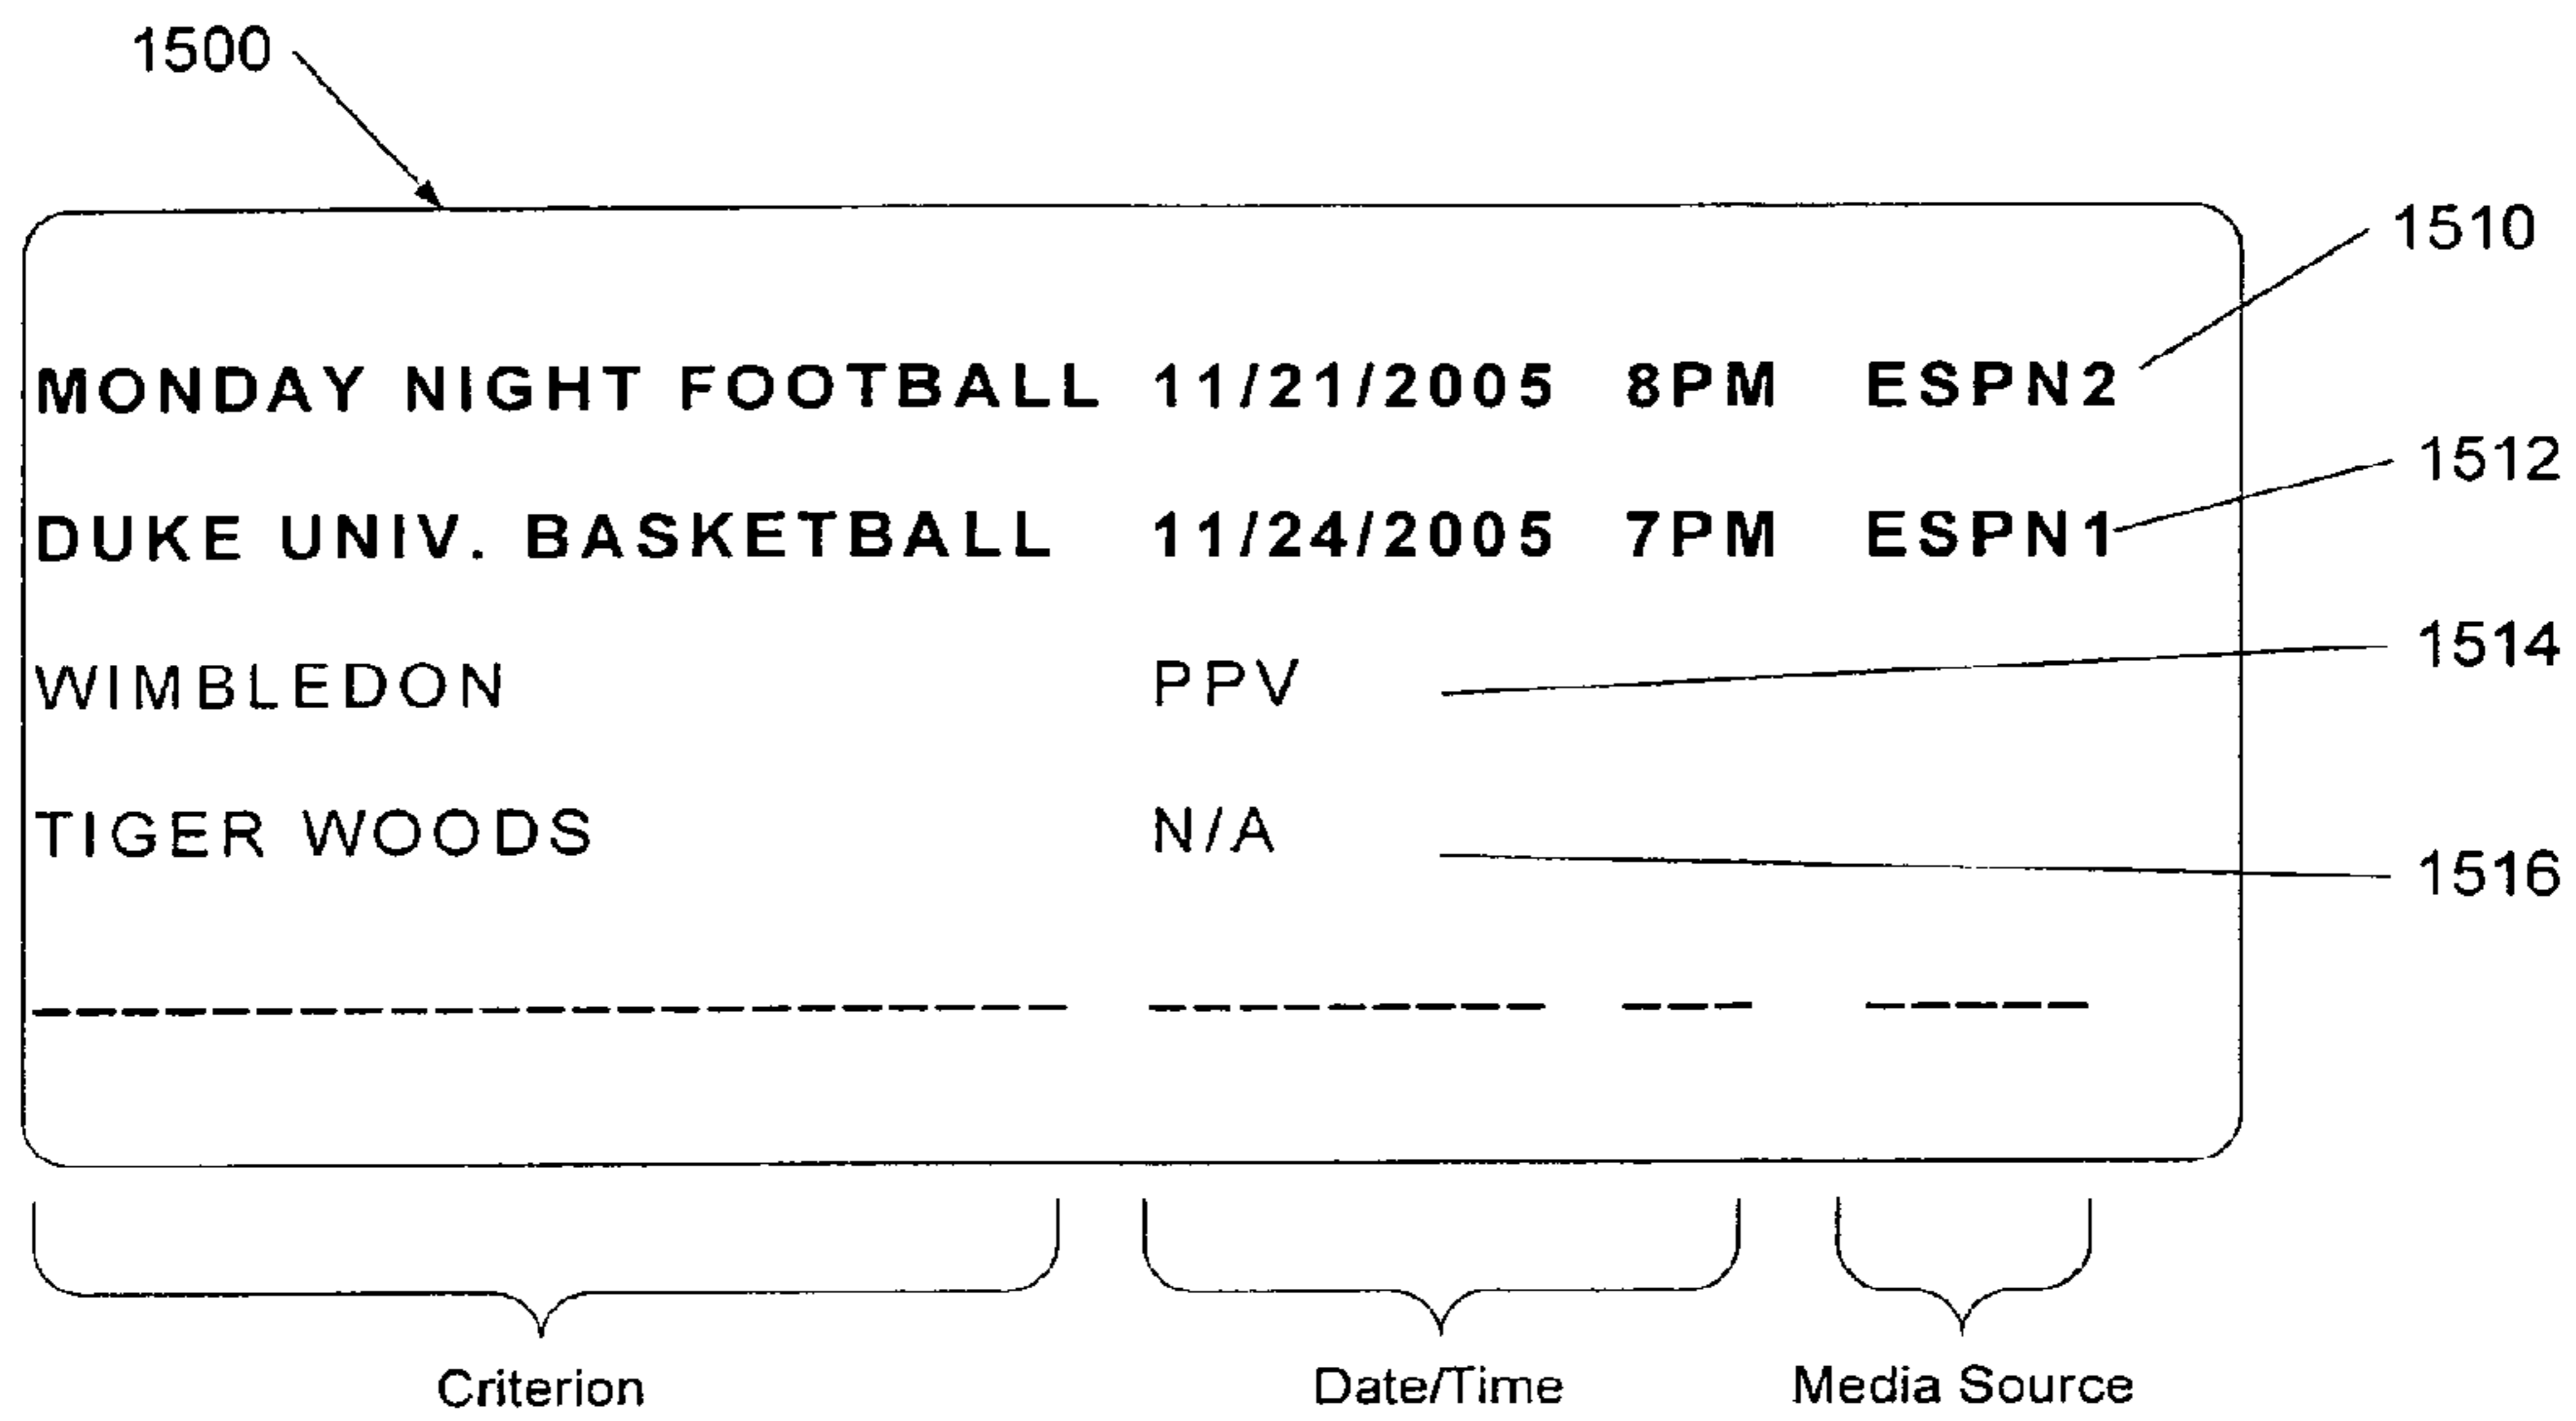 1500
1510
MONDAY NIGHT FOOTBALL 11/21/2005 8PM ESPN2
1512
DUKE UNIV. BASKETBALL 11/24/2005 7PM ESPN1
1514
WIMBLEDON PPV
TIGER WOODS N/A
1516
Criterion Date/Time Media Source